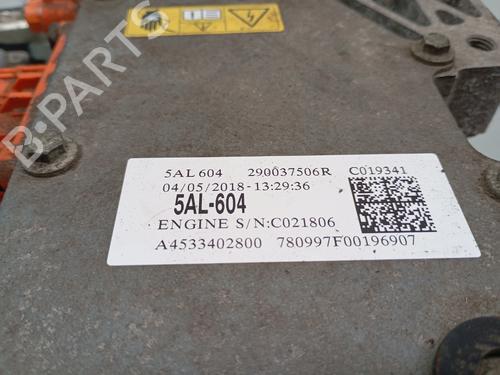 5AL 604 290037506R C019341
04/05/2018-13:29:36
5AL-604
ENGINE S/N:C021806
A4533402800 780997F00196907
B-PARTS